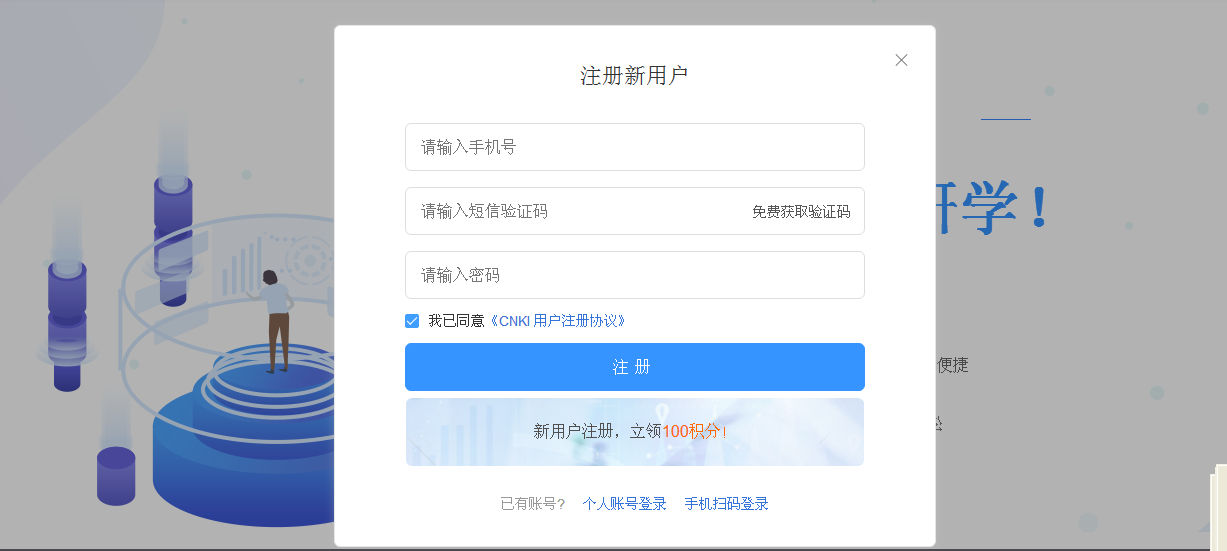 注册新用户
请输入手机号
请输入短信验证码 免费获取验证码
请输入密码
我已同意《CNKI 用户注册协议》
注 册
新用户注册，立领100积分！
已有账号? 个人账号登录 手机扫码登录
学！
便捷